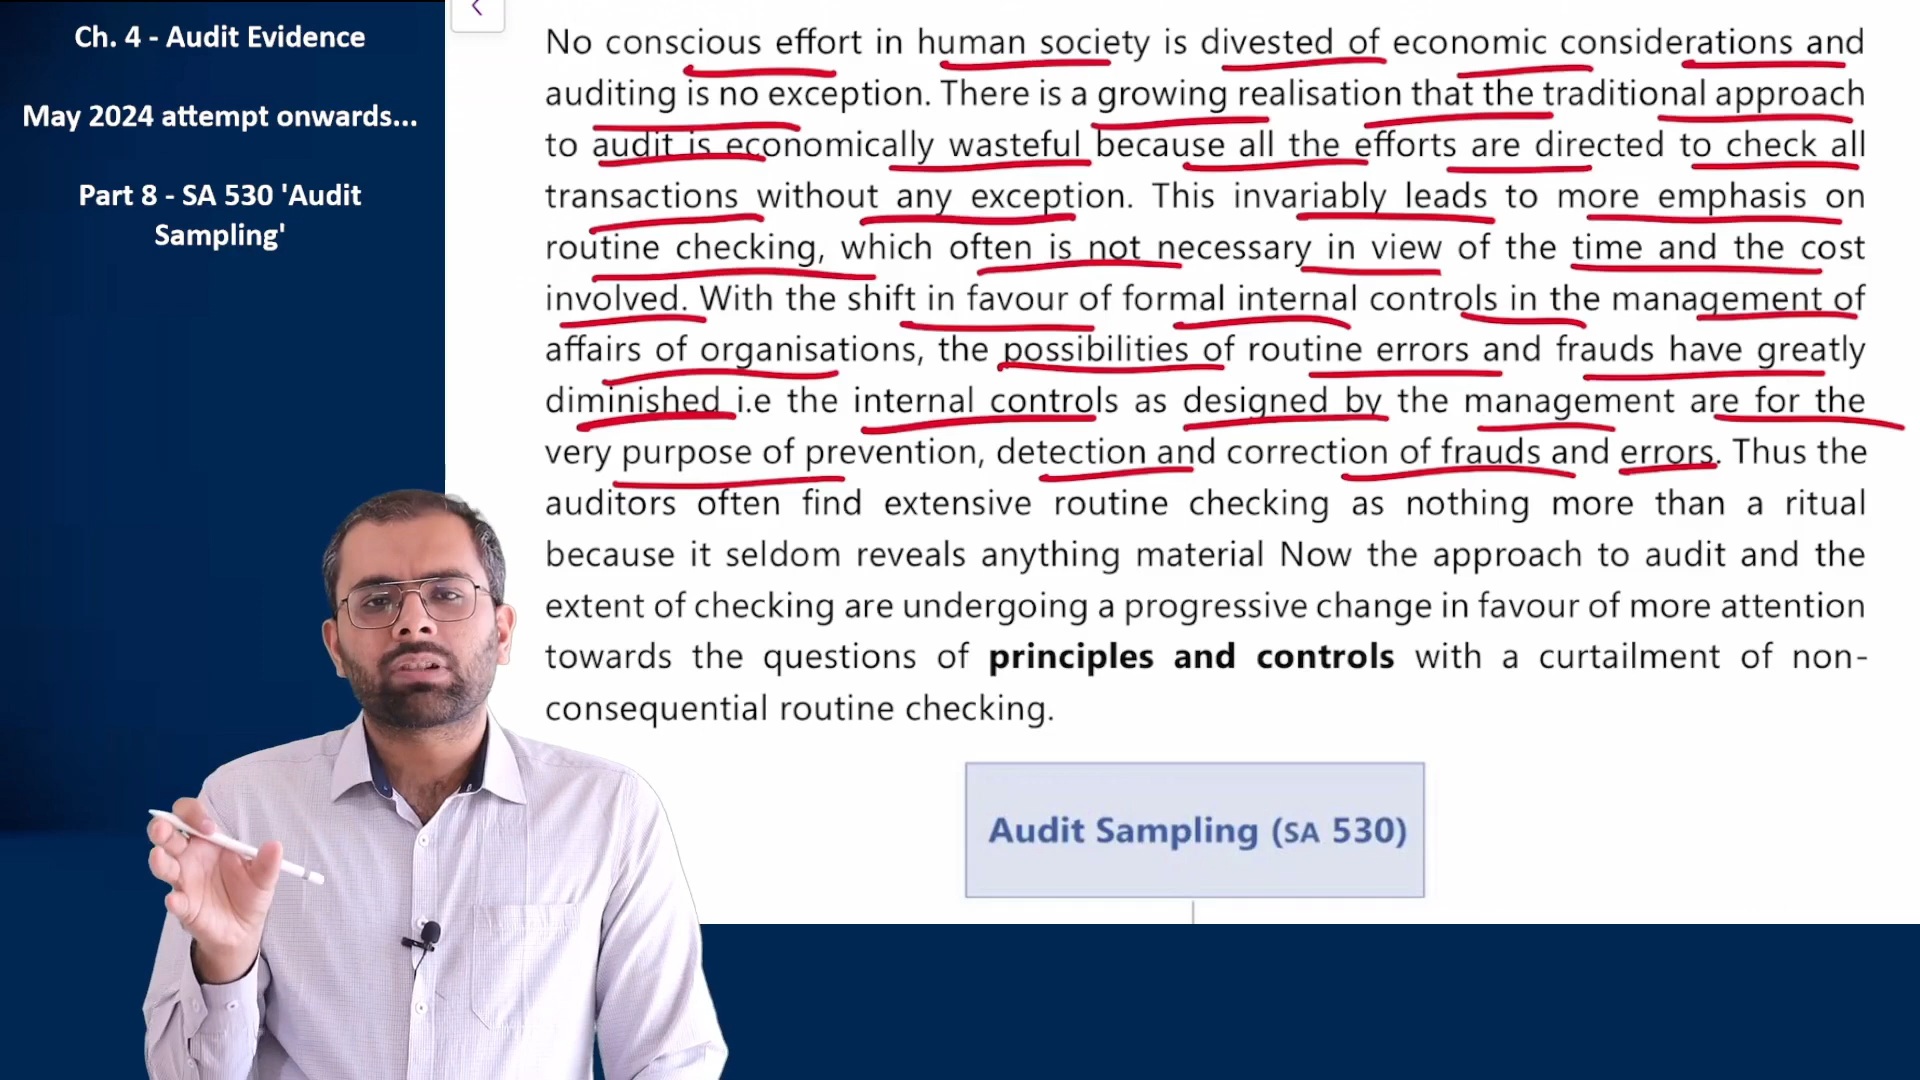 Ch. 4 - Audit Evidence
May 2024 attempt onwards...
Part 8 - SA 530 'Audit
Sampling'
No conscious effort in human society is divested of economic considerations and
auditing is no exception. There is a growing realisation that the traditional approach
to audit is economically wasteful because all the efforts are directed to check all
transactions without any exception. This invariably leads to more emphasis on
routine checking, which often is not necessary in view of the time and the cost
involved. With the shift in favour of formal internal controls in the management of
affairs of organisations, the possibilities of routine errors and frauds have greatly
diminished i.e the internal controls as designed by the management are for the
very purpose of prevention, detection and correction of frauds and errors. Thus the
auditors often find extensive routine checking as nothing more than a ritual
because it seldom reveals anything material Now the approach to audit and the
extent of checking are undergoing a progressive change in favour of more attention
towards the questions of principles and controls with a curtailment of non-
consequential routine checking.
Audit Sampling (SA 530)